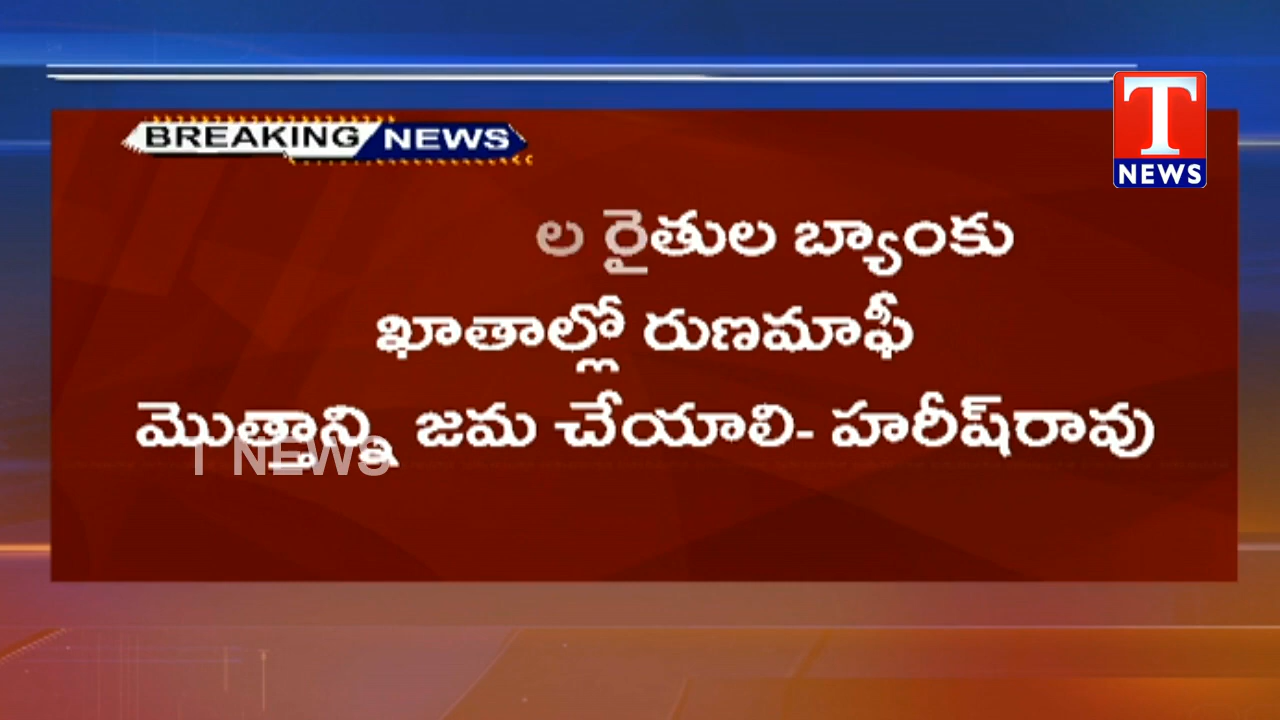 BREAKING NEWS
T
NEWS
ల రైతుల బ్యాంకు
ఖాతాల్లో రుణమాఫీ
మొత్తాన్ని జమ చేయాలి- హరీష్‌రావు
T NEWS